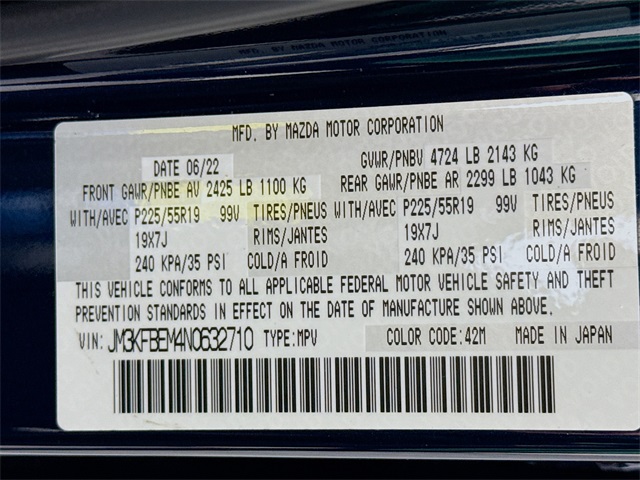 MFD. BY MAZDA MOTOR CORPORATION
DATE 06/22 GVWR/PNBV 4724 LB 2143 KG
FRONT GAWR/PNBE AV 2425 LB 1100 KG REAR GAWR/PNBE AR 2299 LB 1043 KG
WITH/AVEC P225/55R19 99V TIRES/PNEUS WITH/AVEC P225/55R19 99V TIRES/PNEUS
19X7J RIMS/JANTES 19X7J RIMS/JANTES
240 KPA/35 PSI COLD/A FROID 240 KPA/35 PSI COLD/A FROID
THIS VEHICLE CONFORMS TO ALL APPLICABLE FEDERAL MOTOR VEHICLE SAFETY AND THEFT
PREVENTION STANDARDS IN EFFECT ON THE DATE OF MANUFACTURE SHOWN ABOVE.
VIN: JM3KFBEM4N0632710 TYPE:MPV COLOR CODE:42M MADE IN JAPAN